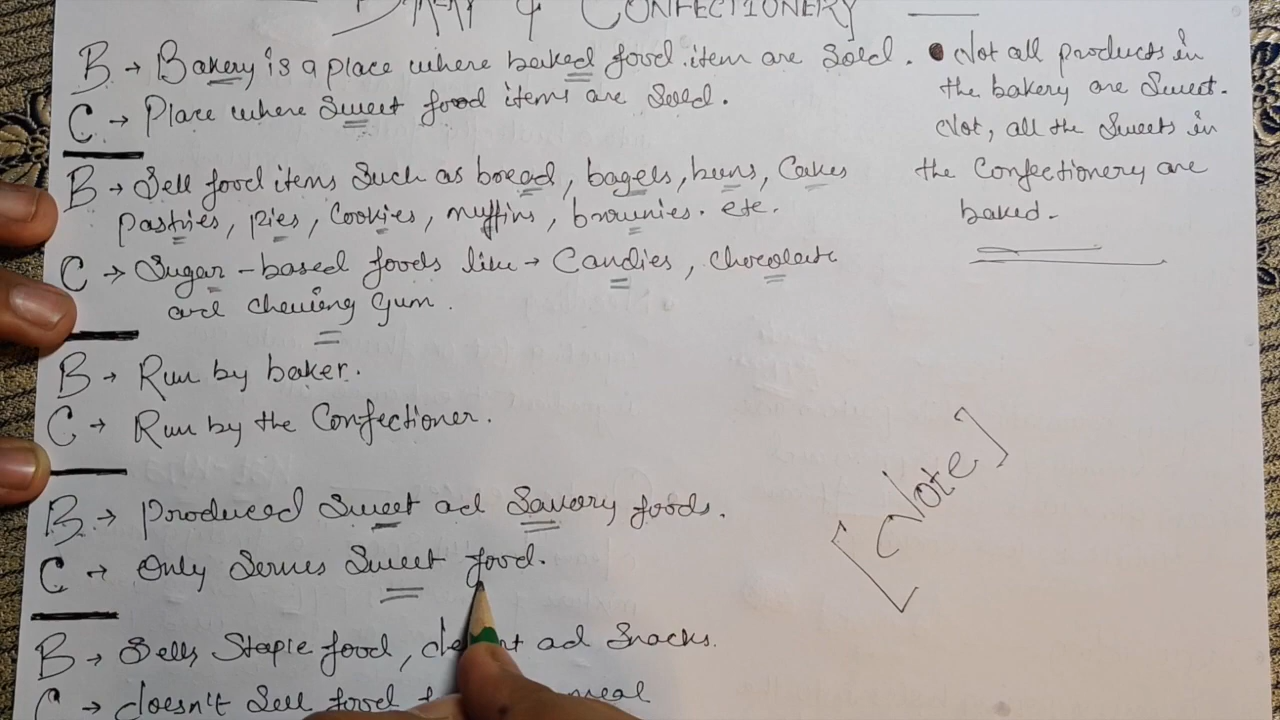 & CONFECTIONERY
B → Bakery is a place where baked food item are sold.
C → Place where sweet food items are sold.
• Not all products in
the bakery are sweet.
Not, all the sweets in
the Confectionery are
baked.
B → Sell food items such as bread, bagels, buns, Cakes
pastries, pies, Cookies, muffins, brownies. etc.
C → Sugar-based foods like → Candies, chocolate
and chewing gum.
B → Run by baker.
C → Run by the Confectioner.
B → produced sweet ad Savory foods.
C → Only Serves Sweet food.
B → Sells Staple food, ad Snacks.
C → doesn't Sell food meal
[Note]